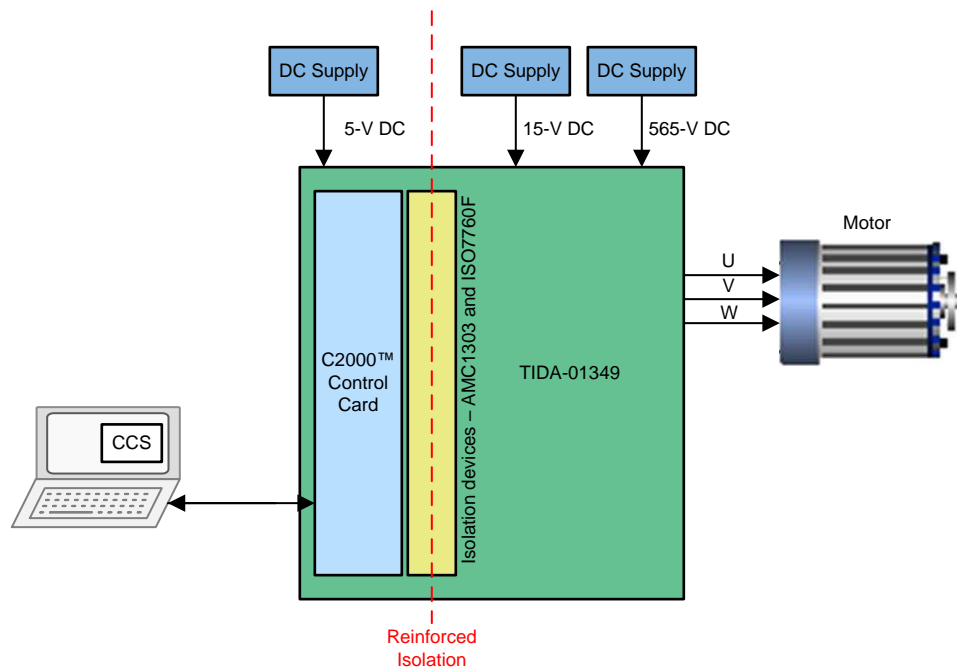 DC Supply
DC Supply
DC Supply
5-V DC
15-V DC
565-V DC
Motor
U
V
W
C2000™
Control
Card
Isolation devices – AMC1303 and ISO7760F
TIDA-01349
CCS
Reinforced
Isolation